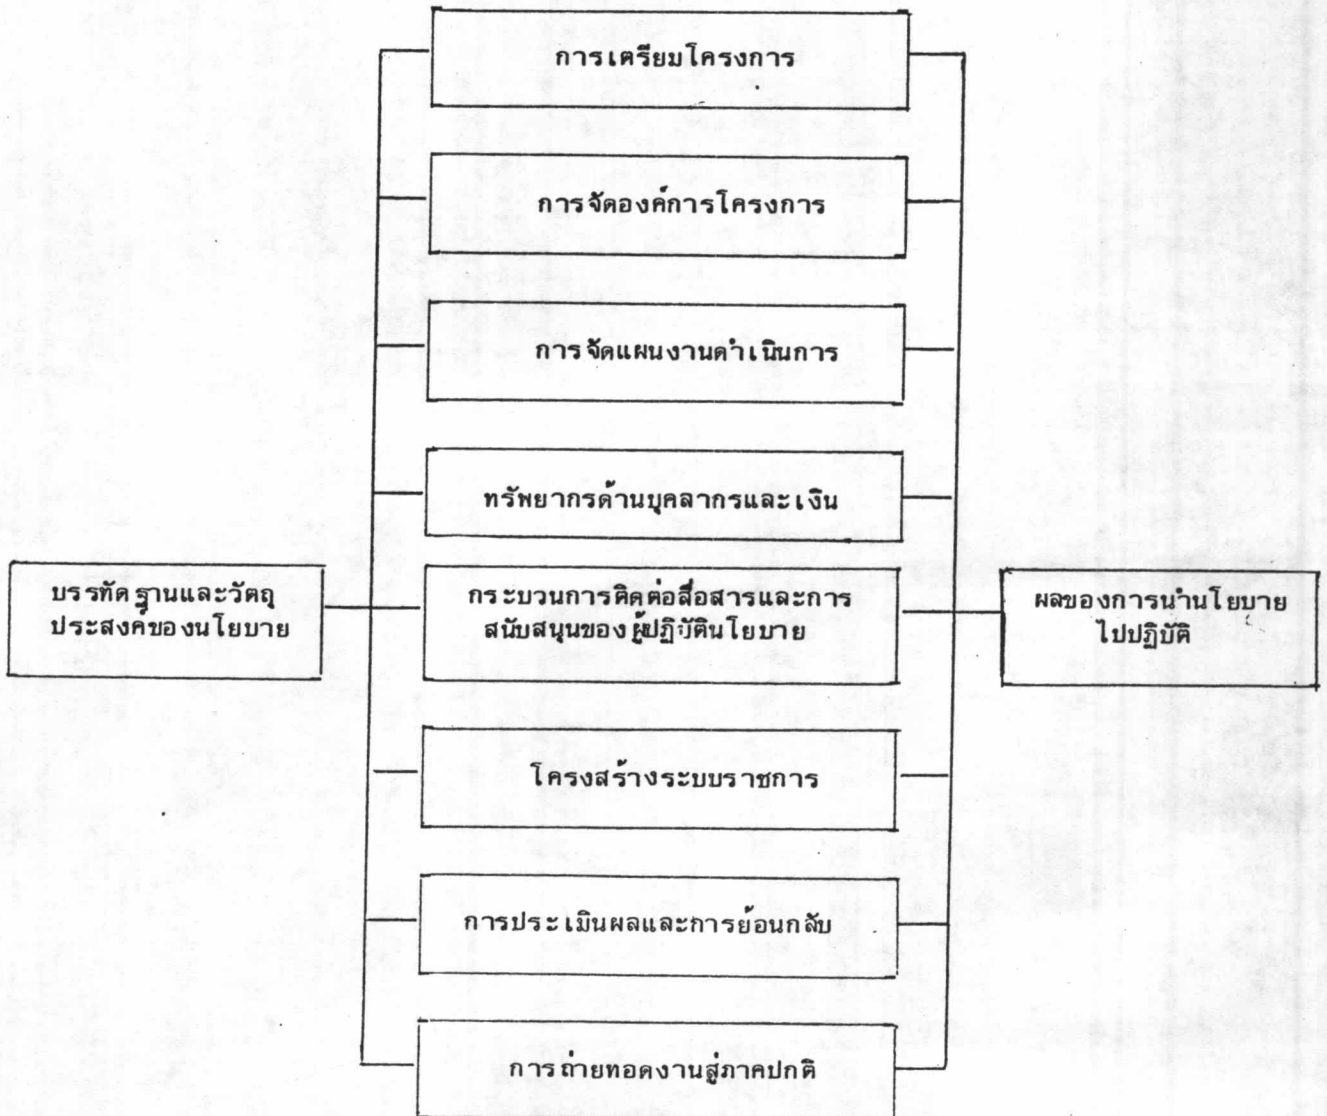 การเตรียมโครงการ
การจัดองค์การโครงการ
การจัดแผนงานดำเนินการ
ทรัพยากรด้านบุคลากรและเงิน
บรรทัดฐานและวัตถุ
ประสงค์ของนโยบาย
กระบวนการติดต่อสื่อสารและการ
สนับสนุนของผู้ปฏิบัตินโยบาย
ผลของการนำนโยบาย
ไปปฏิบัติ
โครงสร้างระบบราชการ
การประเมินผลและการย้อนกลับ
การถ่ายทอดงานสู่ภาคปกติ